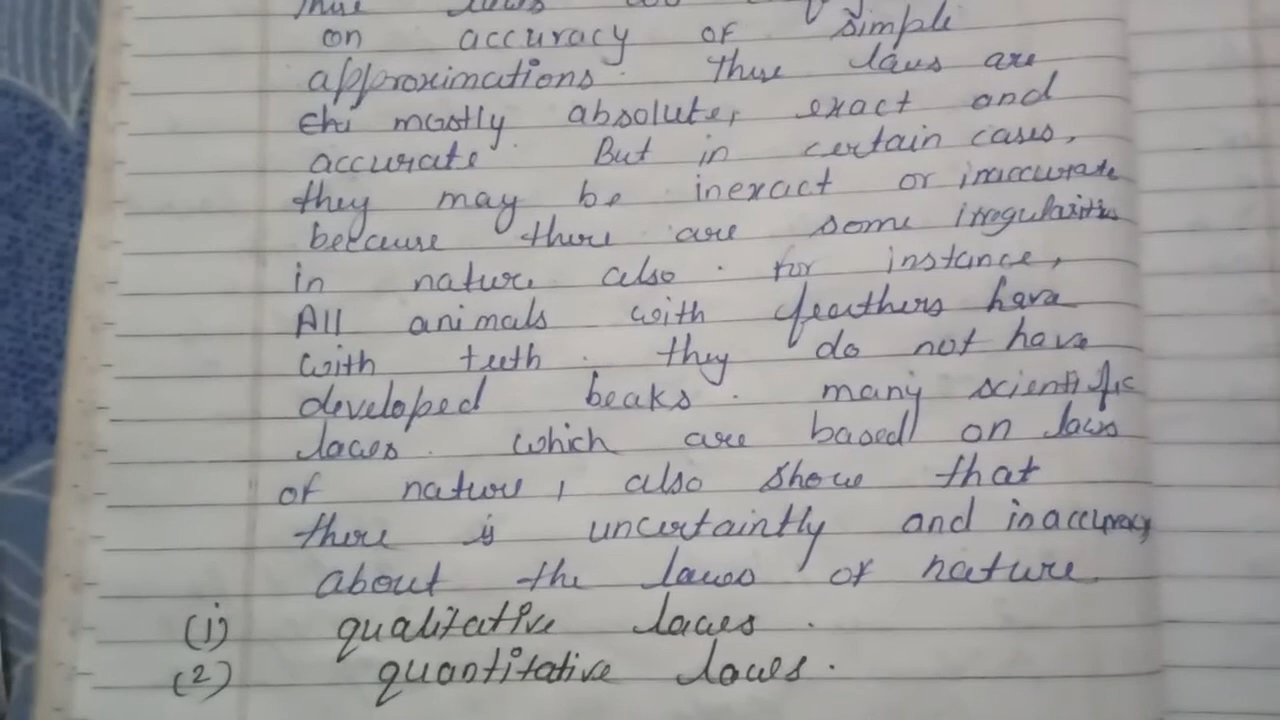 laws
on accuracy of simple
approximations. These laws are
mostly absolute, exact and
accurate. But in certain cases,
they may be inexact or inaccurate
because there are some irregularities
in nature also. for instance,
All animals with feathers have
with teeth. they do not have
developed beaks. many scientific
laws. which are based on laws
of nature, also show that
there is uncertaintly and inaccuracy
about the laws of nature.
(i) qualitative laws.
(2) quantitative laws.